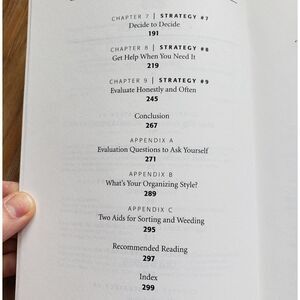 CHAPTER 7 | STRATEGY #7
Decide to Decide
191
CHAPTER 8 | STRATEGY #8
Get Help When You Need It
219
CHAPTER 9 | STRATEGY #9
Evaluate Honestly and Often
245
Conclusion
267
APPENDIX A
Evaluation Questions to Ask Yourself
271
APPENDIX B
What's Your Organizing Style?
289
APPENDIX C
Two Aids for Sorting and Weeding
295
Recommended Reading
297
Index
299